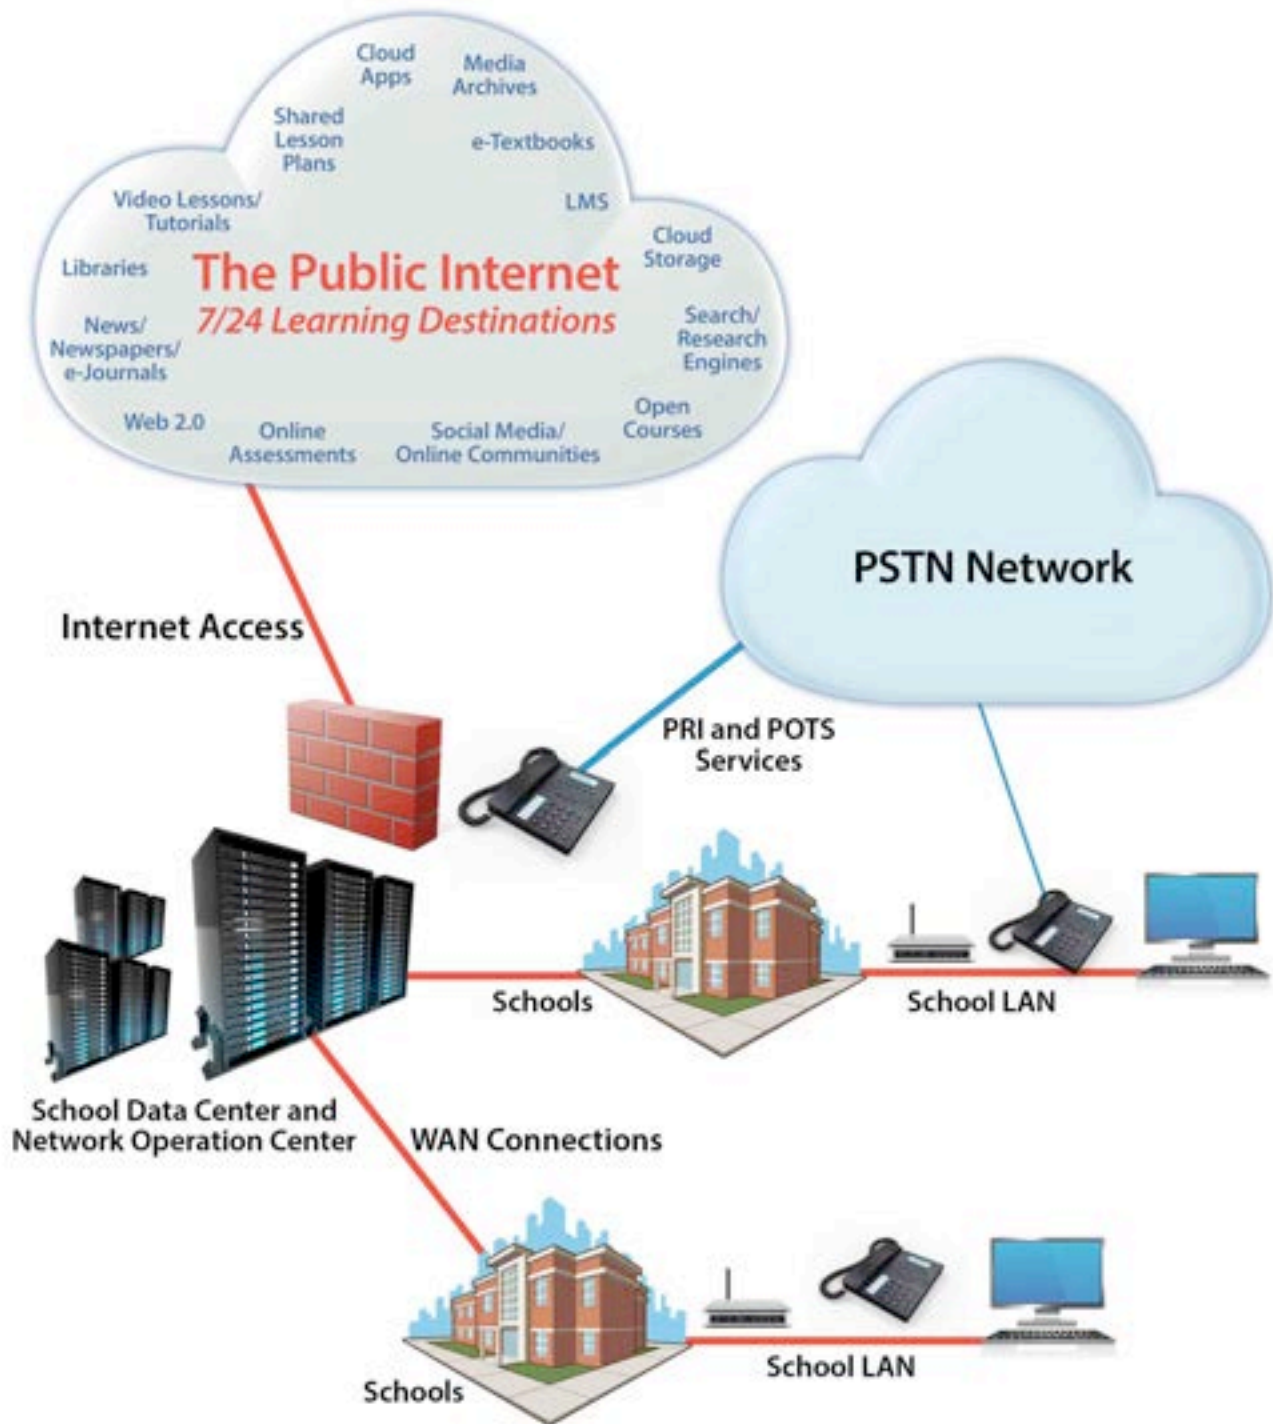 Cloud
Apps
Media
Archives
Shared
Lesson
Plans
e-Textbooks
Video Lessons/
Tutorials
LMS
Libraries
The Public Internet
7/24 Learning Destinations
Cloud
Storage
News/
Newspapers/
e-Journals
Search/
Research
Engines
Web 2.0
Online
Assessments
Social Media/
Online Communities
Open
Courses
PSTN Network
Internet Access
PRI and POTS
Services
Schools
School LAN
School Data Center and
Network Operation Center
WAN Connections
Schools
School LAN